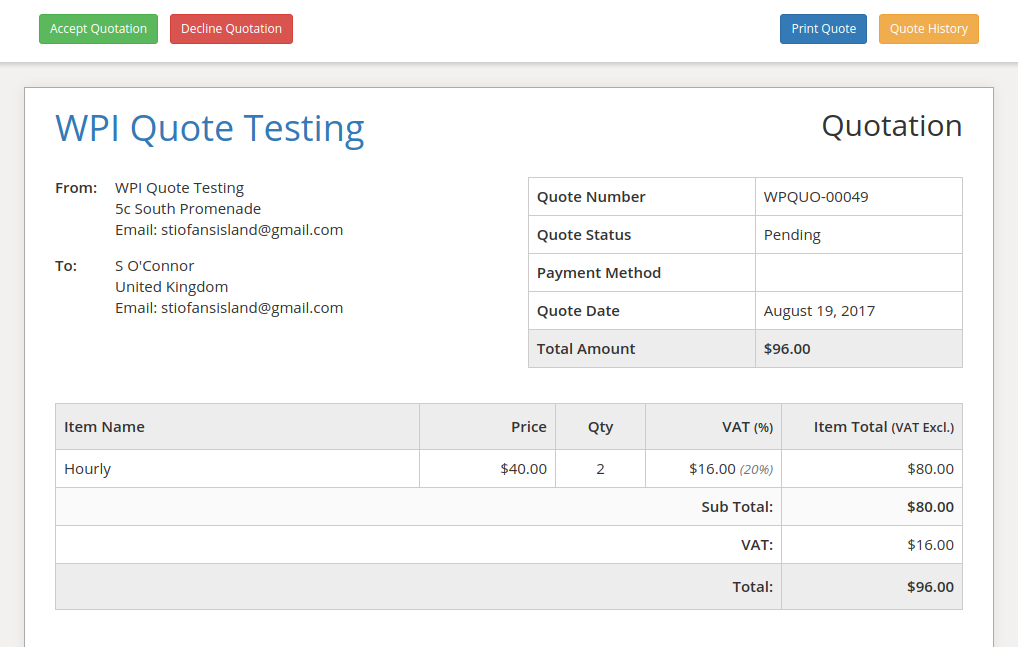 Accept Quotation Decline Quotation Print Quote Quote History
WPI Quote Testing Quotation
From: WPI Quote Testing
5c South Promenade
Email: stiofansisland@gmail.com
To: S O'Connor
United Kingdom
Email: stiofansisland@gmail.com
Quote Number WPQUO-00049
Quote Status Pending
Payment Method
Quote Date August 19, 2017
Total Amount $96.00
Item Name Price Qty VAT (%) Item Total (VAT Excl.)
Hourly $40.00 2 $16.00 (20%) $80.00
Sub Total: $80.00
VAT: $16.00
Total: $96.00